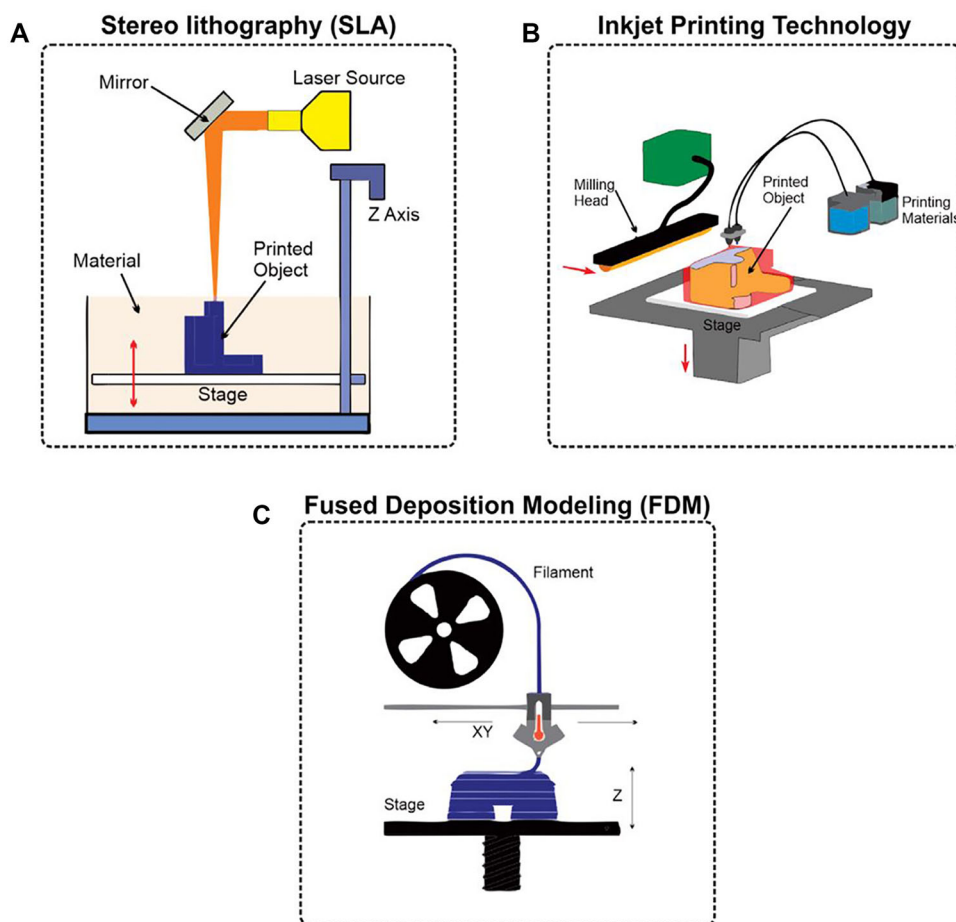 A
Stereo lithography (SLA)
Mirror
Laser Source
Z Axis
Material
Printed
Object
Stage
B
Inkjet Printing Technology
Milling
Head
Printed
Object
Printing
Materials
Stage
C
Fused Deposition Modeling (FDM)
Filament
XY
Z
Stage